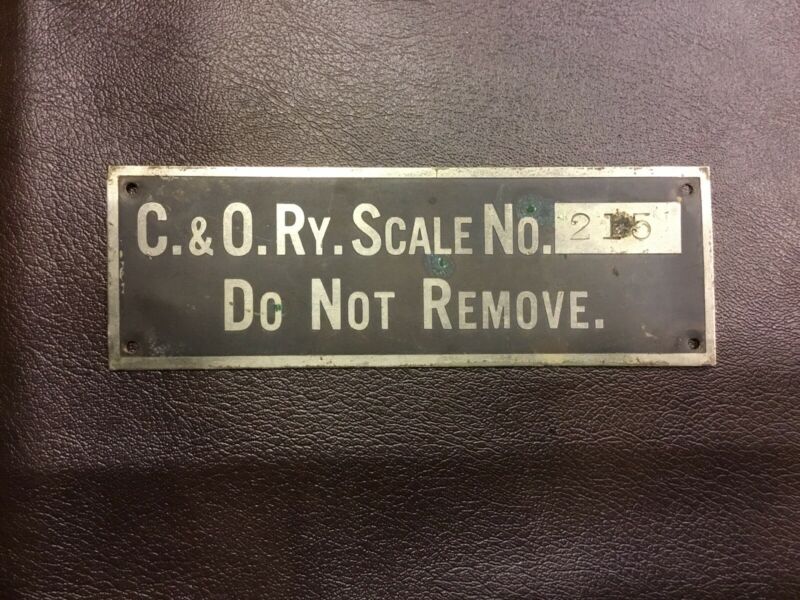 C. & O. RY. SCALE NO. 215
DO NOT REMOVE.